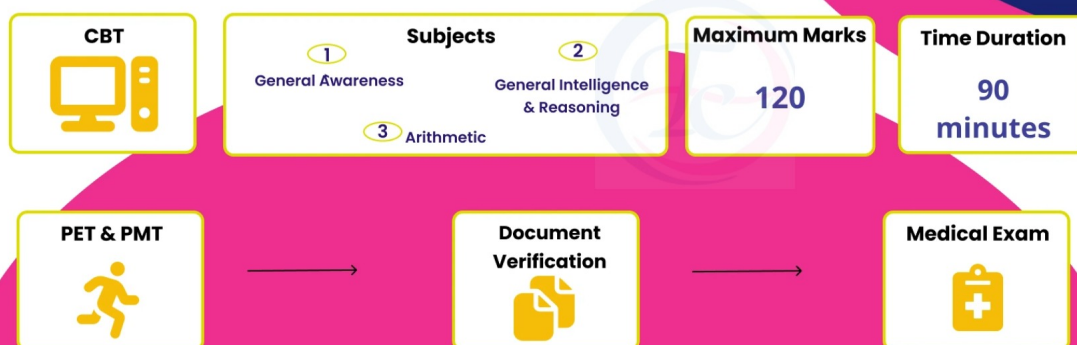 CBT
Subjects
1
General Awareness
2
General Intelligence
& Reasoning
3 Arithmetic
Maximum Marks
120
Time Duration
90
minutes
PET & PMT
Document
Verification
Medical Exam